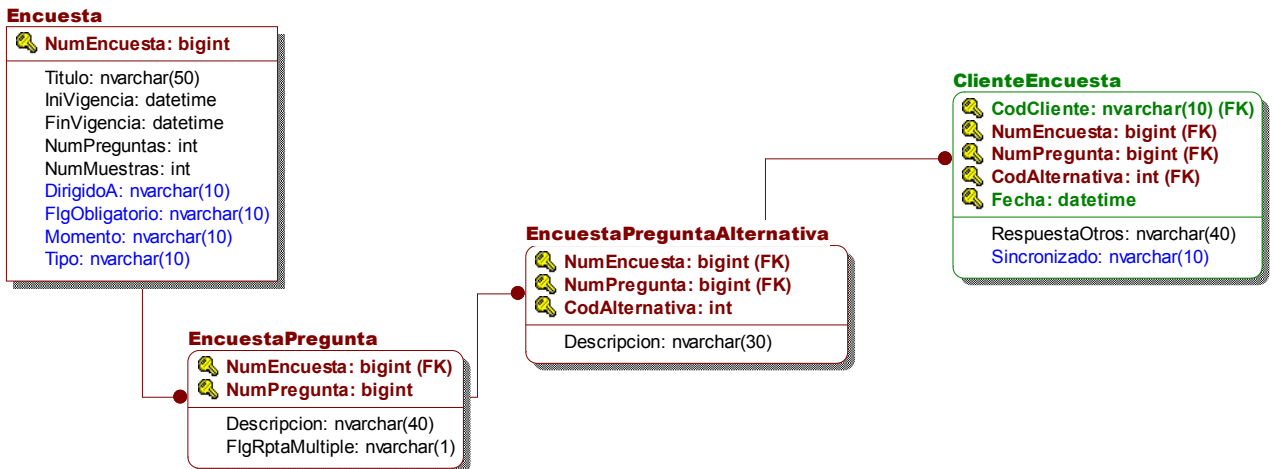 Encuesta
NumEncuesta: bigint
Titulo: nvarchar(50)
IniVigencia: datetime
FinVigencia: datetime
NumPreguntas: int
NumMuestras: int
DirigidoA: nvarchar(10)
FlgObligatorio: nvarchar(10)
Momento: nvarchar(10)
Tipo: nvarchar(10)
EncuestaPregunta
NumEncuesta: bigint (FK)
NumPregunta: bigint
Descripcion: nvarchar(40)
FlgRptaMultiple: nvarchar(1)
EncuestaPreguntaAlternativa
NumEncuesta: bigint (FK)
NumPregunta: bigint (FK)
CodAlternativa: int
Descripcion: nvarchar(30)
ClienteEncuesta
CodCliente: nvarchar(10) (FK)
NumEncuesta: bigint (FK)
NumPregunta: bigint (FK)
CodAlternativa: int (FK)
Fecha: datetime
RespuestaOtros: nvarchar(40)
Sincronizado: nvarchar(10)